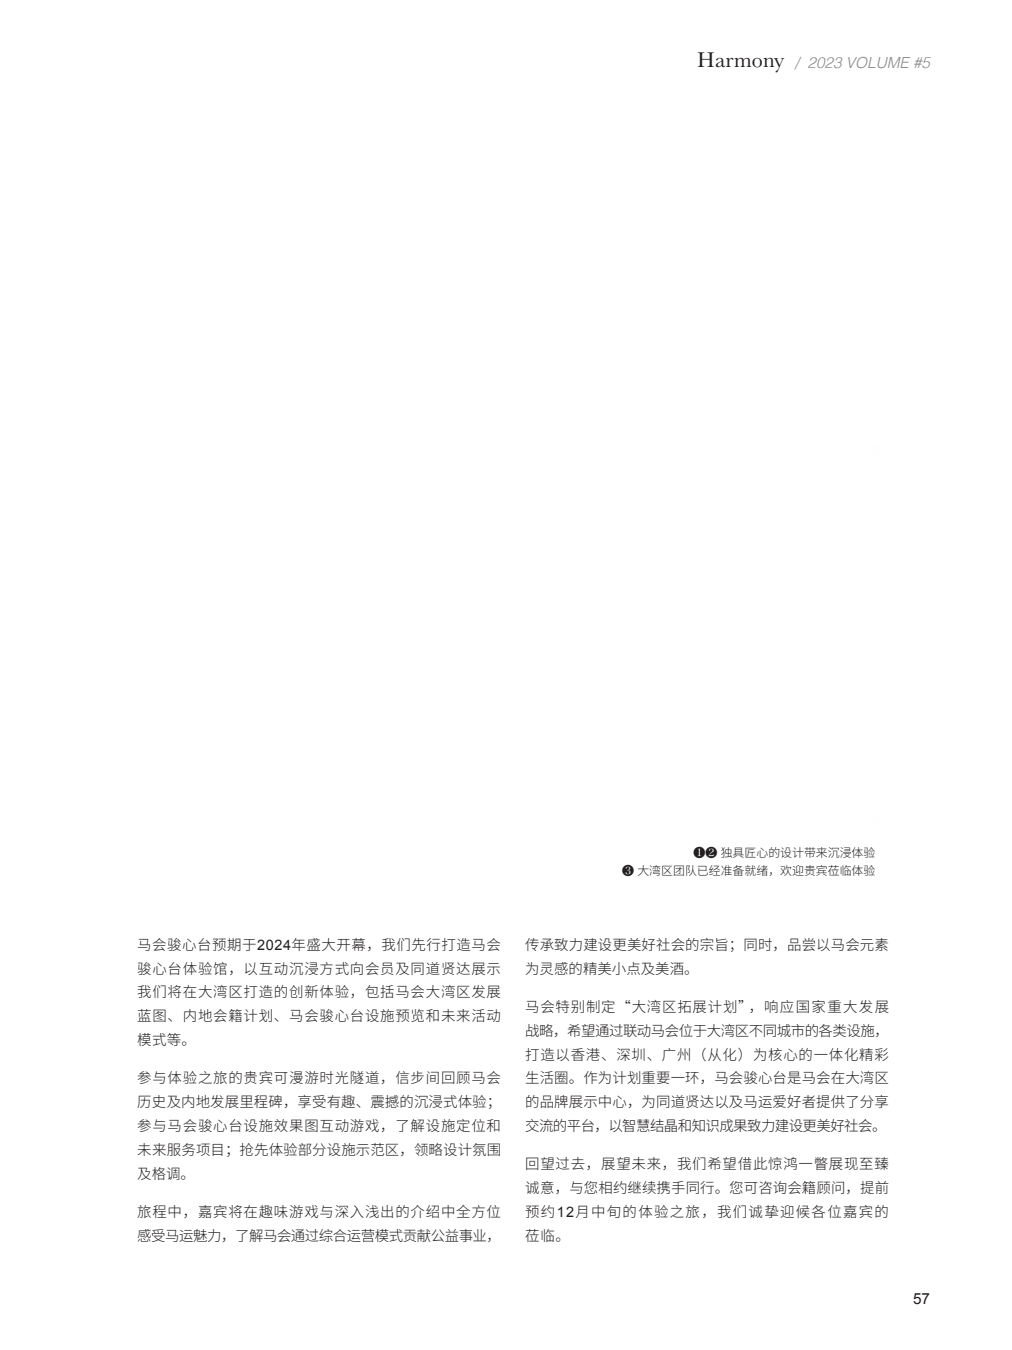 Harmony / 2023 VOLUME #5
❶❷ 独具匠心的设计带来沉浸体验
❸ 大湾区团队已经准备就绪，欢迎贵宾莅临体验
马会骏心台预期于2024年盛大开幕，我们先行打造马会
骏心台体验馆，以互动沉浸方式向会员及同道贤达展示
我们将在大湾区打造的创新体验，包括马会大湾区发展
蓝图、内地会籍计划、马会骏心台设施预览和未来活动
模式等。
参与体验之旅的贵宾可漫游时光隧道，信步间回顾马会
历史及内地发展里程碑，享受有趣、震撼的沉浸式体验；
参与马会骏心台设施效果图互动游戏，了解设施定位和
未来服务项目；抢先体验部分设施示范区，领略设计氛围
及格调。
旅程中，嘉宾将在趣味游戏与深入浅出的介绍中全方位
感受马运魅力，了解马会通过综合运营模式贡献公益事业，
传承致力建设更美好社会的宗旨；同时，品尝以马会元素
为灵感的精美小点及美酒。
马会特别制定“大湾区拓展计划”，响应国家重大发展
战略，希望通过联动马会位于大湾区不同城市的各类设施，
打造以香港、深圳、广州（从化）为核心的一体化精彩
生活圈。作为计划重要一环，马会骏心台是马会在大湾区
的品牌展示中心，为同道贤达以及马运爱好者提供了分享
交流的平台，以智慧结晶和知识成果致力建设更美好社会。
回望过去，展望未来，我们希望借此惊鸿一瞥展现至臻
诚意，与您相约继续携手同行。您可咨询会籍顾问，提前
预约12月中旬的体验之旅，我们诚挚迎候各位嘉宾的
莅临。
57